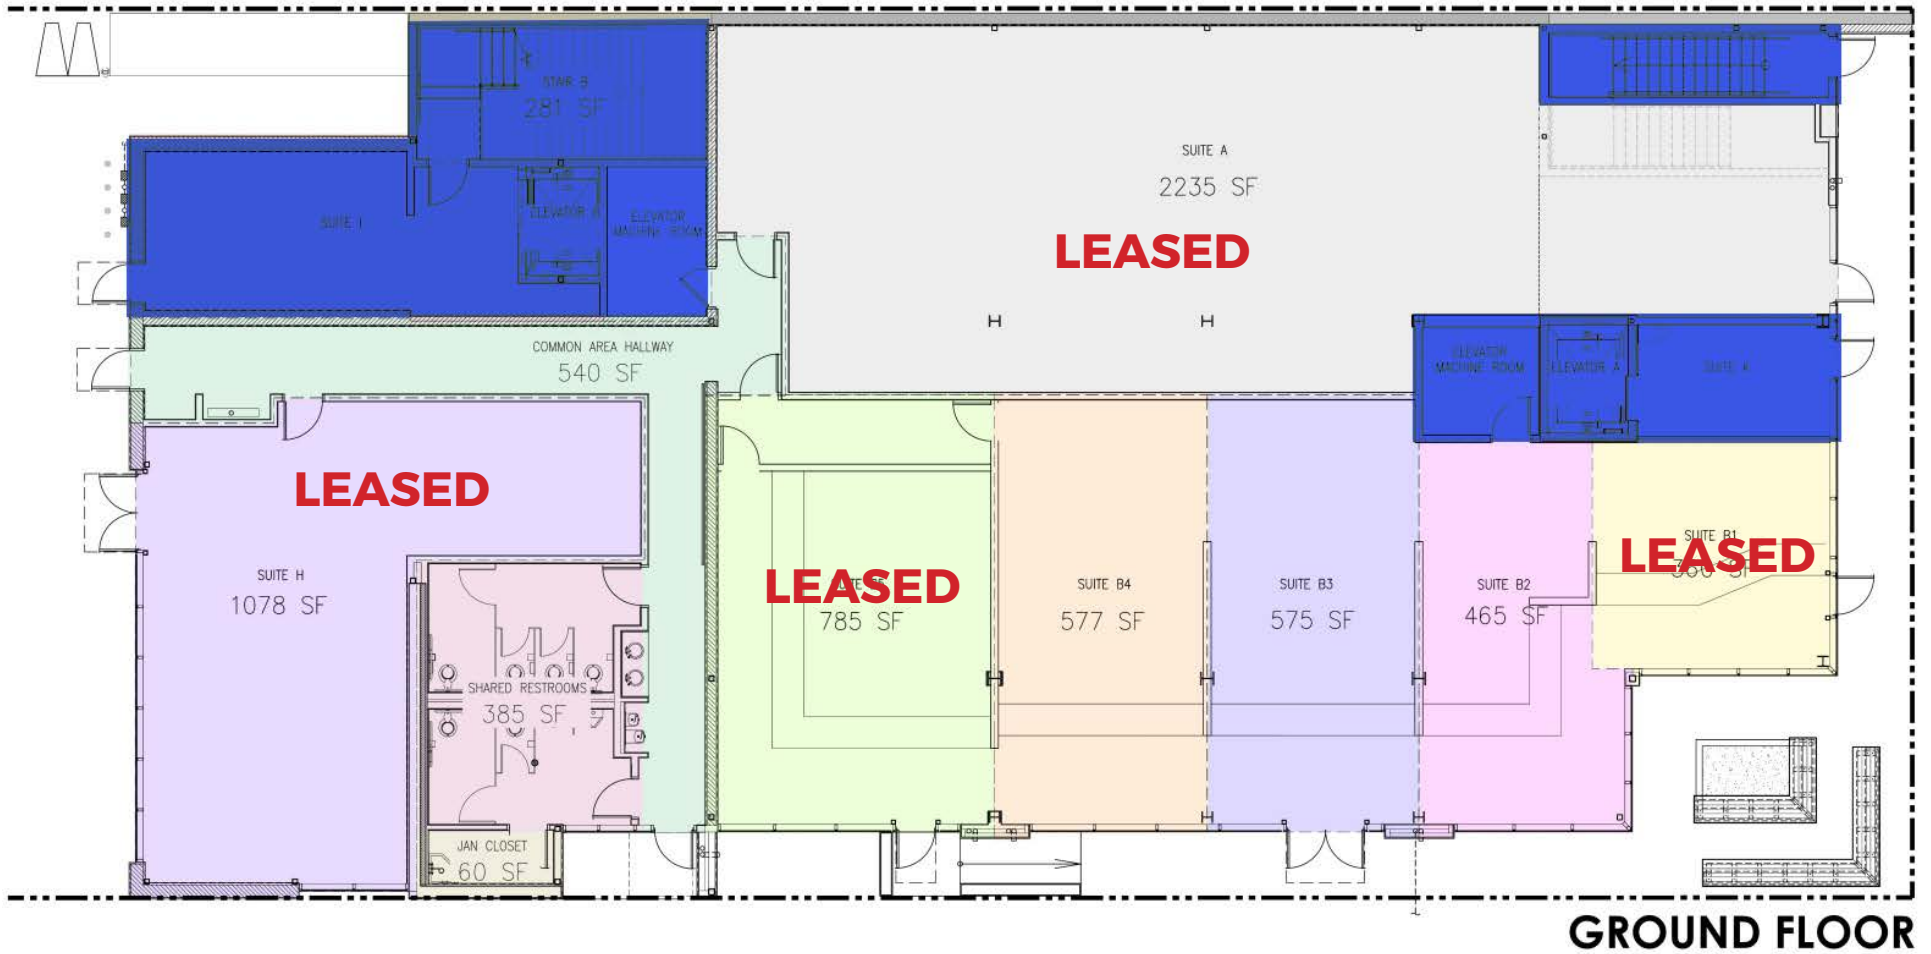 STAIR B
281 SF
SUITE A
2235 SF
SUITE I
ELEVATOR
ELEVATOR
MACHINE ROOM
LEASED
COMMON AREA HALLWAY
540 SF
ELEVATOR
MACHINE ROOM
ELEVATOR A
SUITE K
LEASED
SUITE H
1078 SF
LEASED
785 SF
SUITE B4
577 SF
SUITE B3
575 SF
SUITE B2
465 SF
SUITE B1
LEASED
SF
SHARED RESTROOMS
385 SF
JAN CLOSET
60 SF
GROUND FLOOR